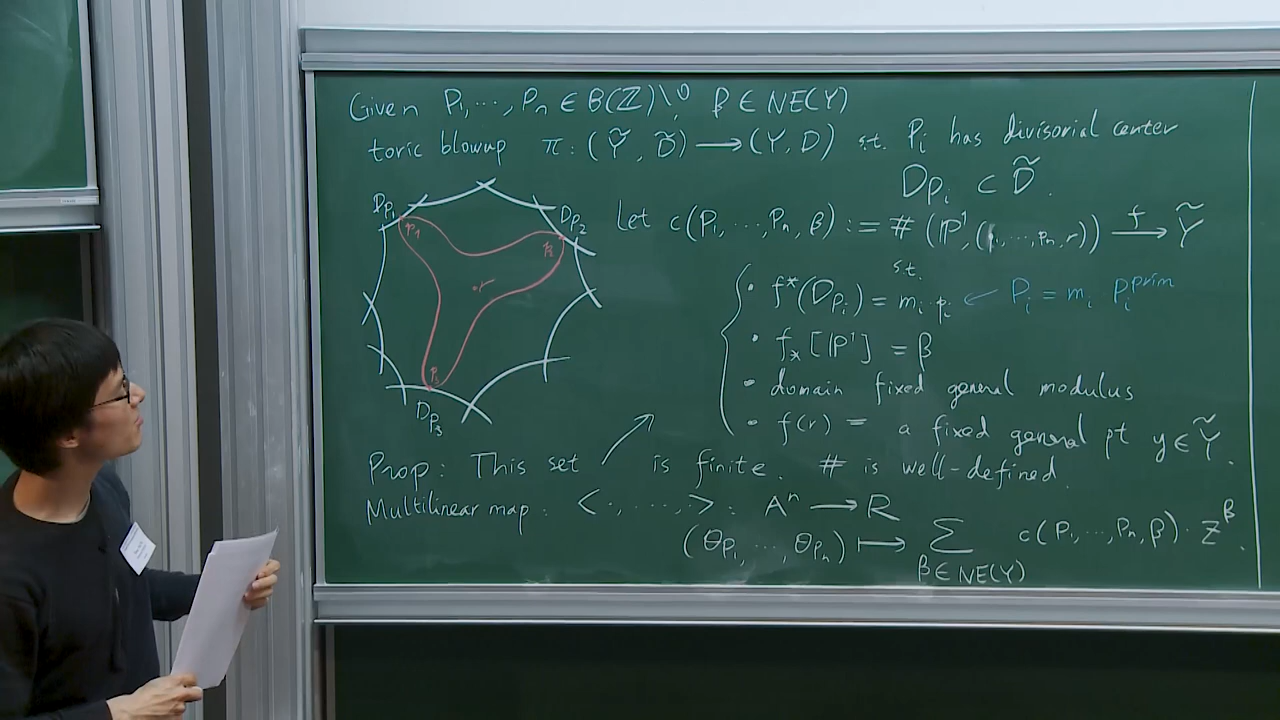 Given P₁,…, Pₙ ∈ B(ℤ)\0, β ∈ NE(Y)
toric blowup π: (Ỹ, D̃) ⟶ (Y, D) s.t. Pᵢ has divisorial center
D_{Pᵢ} ⊂ D̃.
D_{P₁}
D_{P₂}
p₁
p₂
r
p₃
D_{P₃}
Let c(P₁,…,Pₙ, β) := # (ℙ¹, (p₁,…,pₙ,r)) →^f Ỹ
s.t.
· f*(D_{Pᵢ}) = mᵢ · pᵢ ← Pᵢ = mᵢ Pᵢ^{prim}
· f_*[ℙ¹] = β
· domain fixed general modulus
· f(r) = a fixed general pt y ∈ Ỹ.
Prop: This set ↗ is finite. # is well-defined.
Multilinear map: <·,…,·>: Aⁿ ⟶ R
(θ_{P₁},…, θ_{Pₙ}) ⟼ Σ_{β∈NE(Y)} c(P₁,…,Pₙ, β)· z^β.